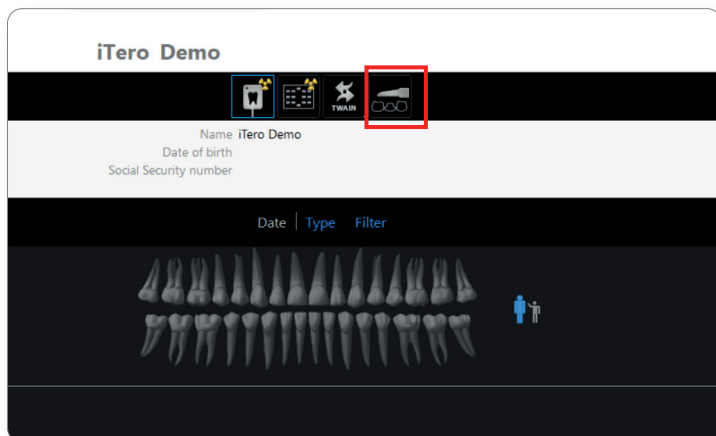 iTero Demo
TWAIN
Name iTero Demo
Date of birth
Social Security number
Date Type Filter